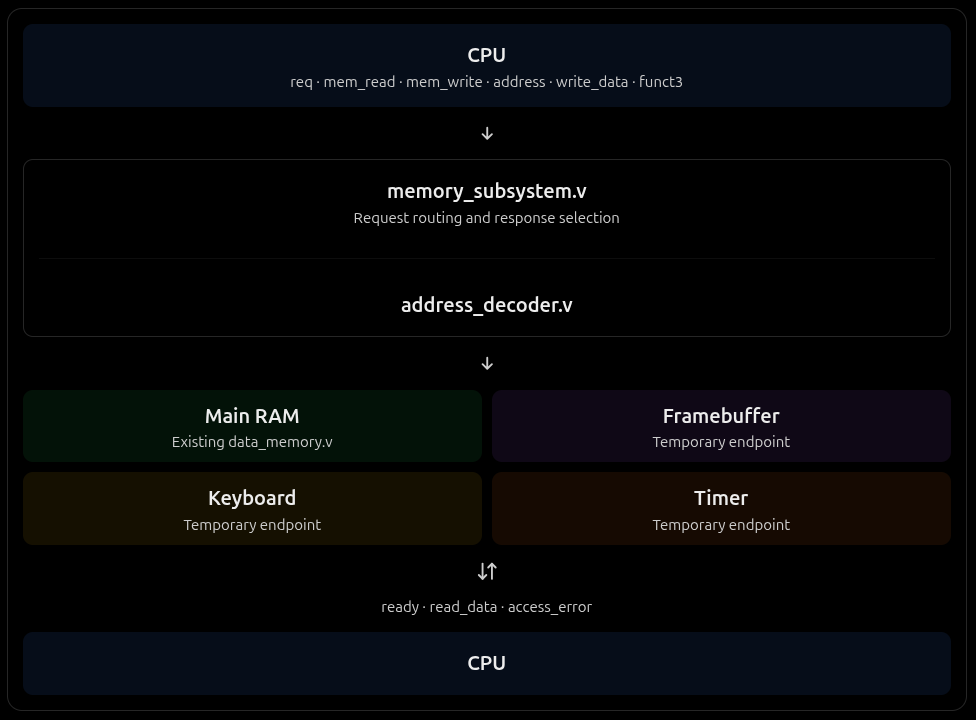 CPU
req · mem_read · mem_write · address · write_data · funct3
memory_subsystem.v
Request routing and response selection
address_decoder.v
Main RAM
Existing data_memory.v
Framebuffer
Temporary endpoint
Keyboard
Temporary endpoint
Timer
Temporary endpoint
ready · read_data · access_error
CPU